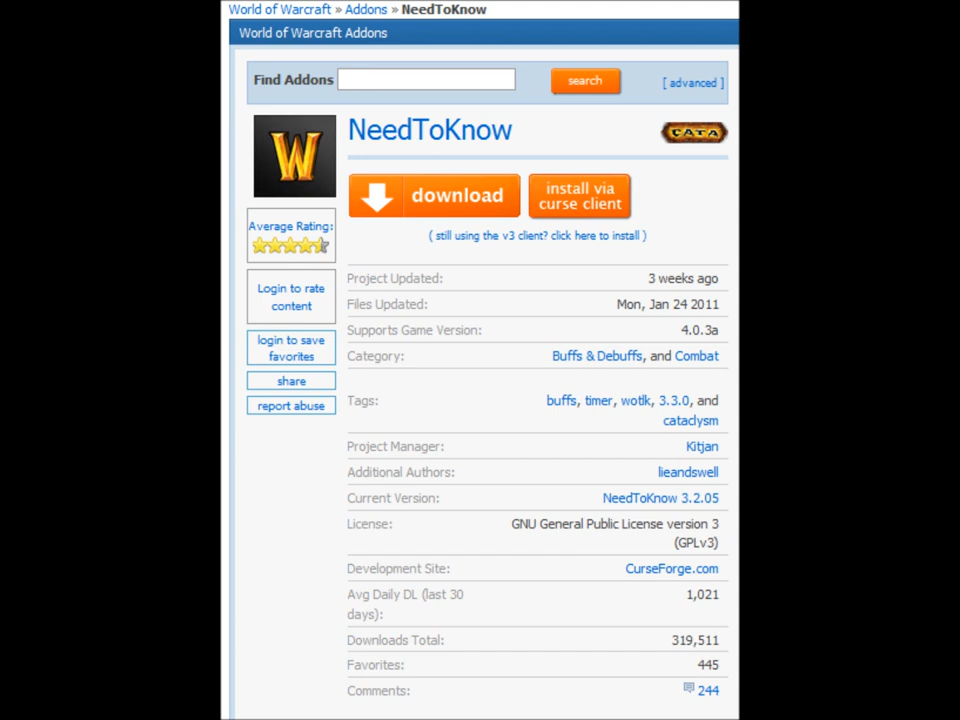 World of Warcraft » Addons » NeedToKnow
World of Warcraft Addons
Find Addons search [ advanced ]
W
NeedToKnow
CATA
download
install via
curse client
( still using the v3 client? click here to install )
Average Rating:
Login to rate
content
login to save
favorites
share
report abuse
Project Updated: 3 weeks ago
Files Updated: Mon, Jan 24 2011
Supports Game Version: 4.0.3a
Category: Buffs & Debuffs, and Combat
Tags: buffs, timer, wotlk, 3.3.0, and
cataclysm
Project Manager: Kitjan
Additional Authors: lieandswell
Current Version: NeedToKnow 3.2.05
License: GNU General Public License version 3
(GPLv3)
Development Site: CurseForge.com
Avg Daily DL (last 30 1,021
days):
Downloads Total: 319,511
Favorites: 445
Comments: 244